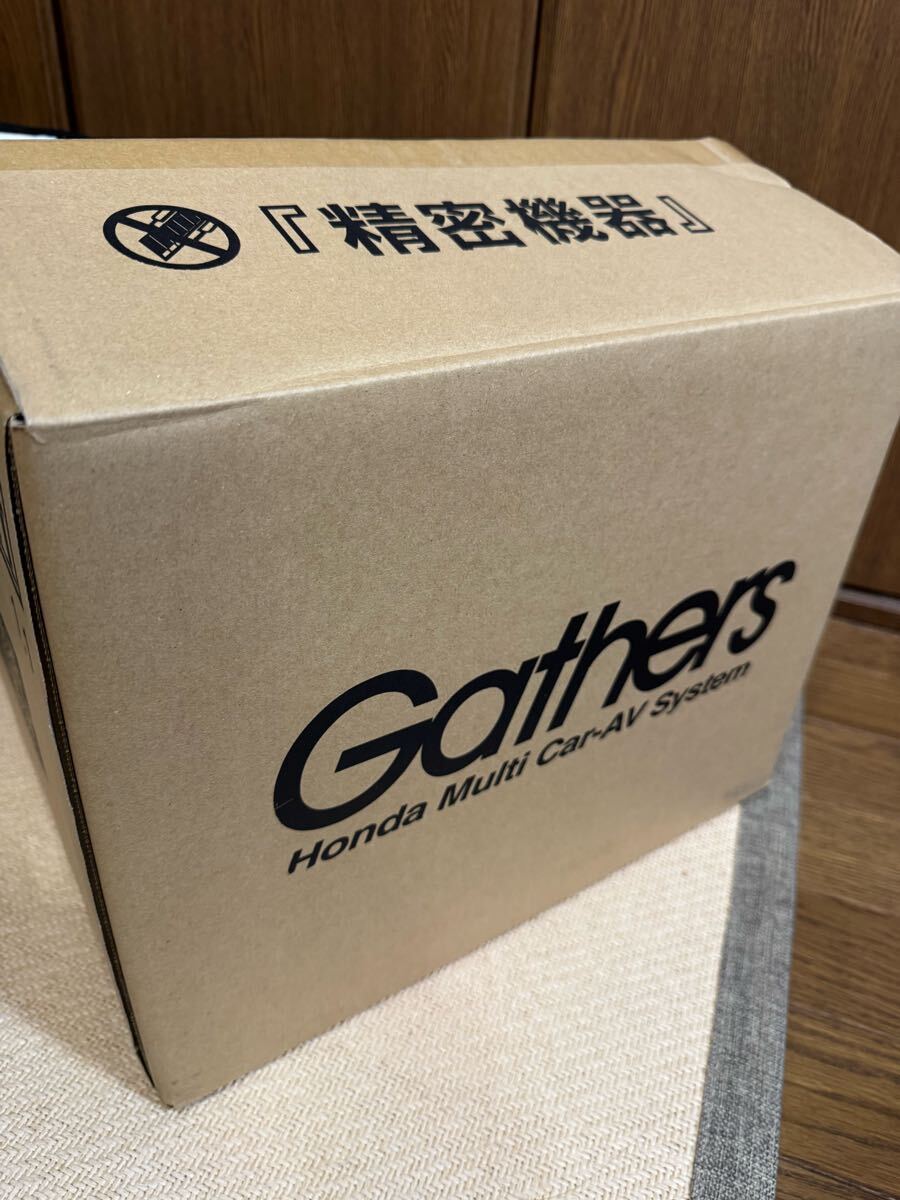 『精密機器』
Gathers
Honda Multi Car-AV System